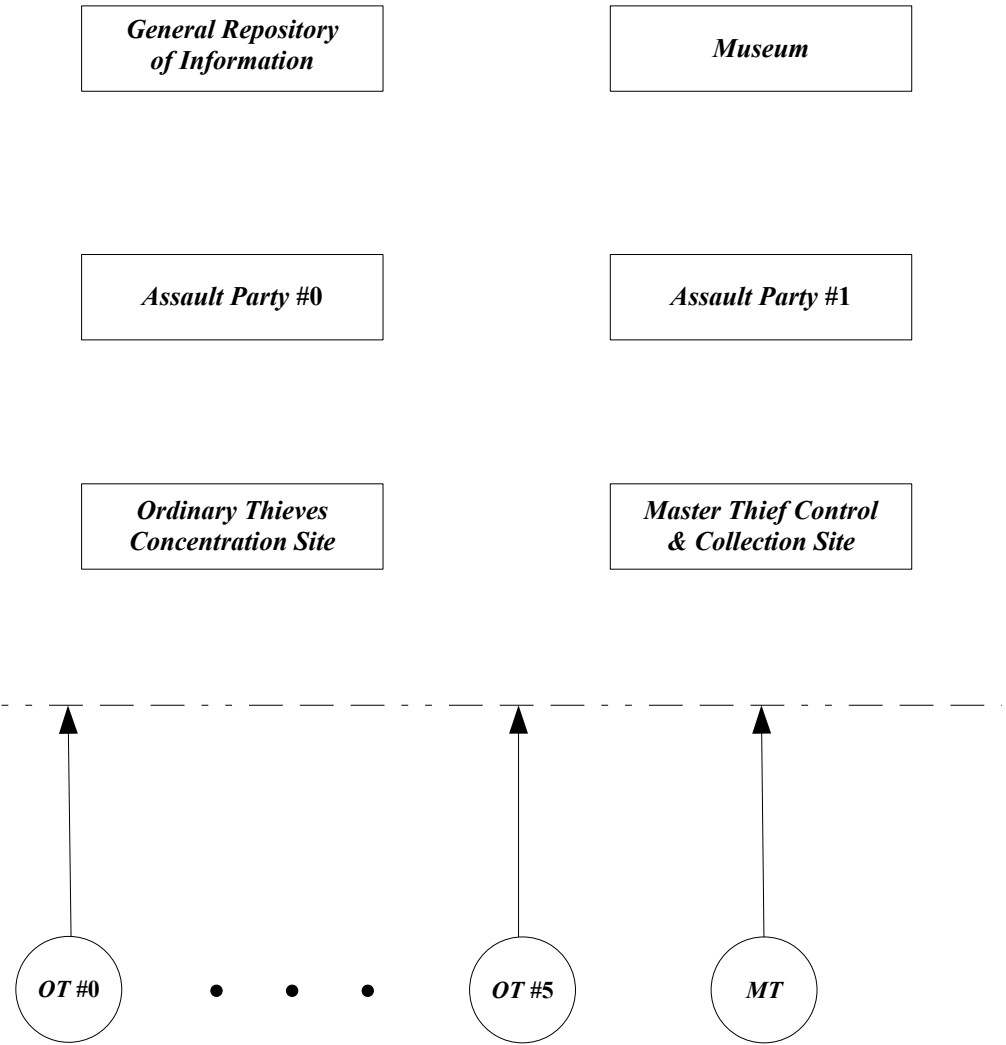 General Repository
of Information
Museum
Assault Party #0
Assault Party #1
Ordinary Thieves
Concentration Site
Master Thief Control
& Collection Site
OT #0
OT #5
MT